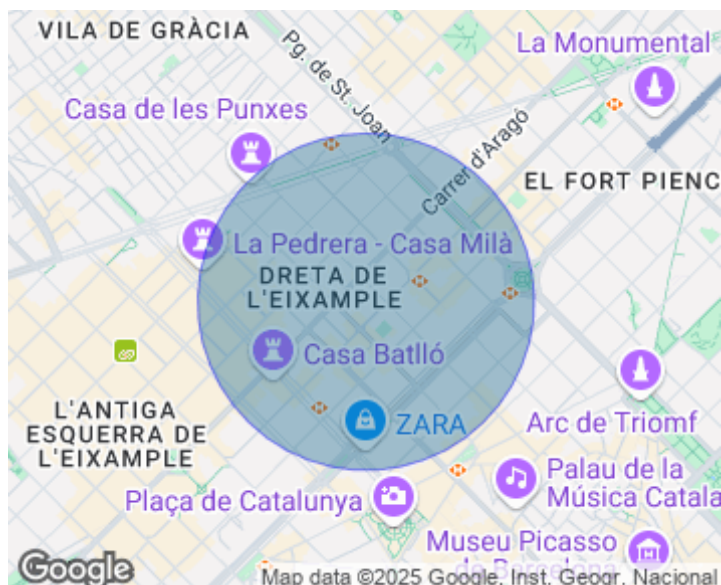 VILA DE GRÀCIA
Pg. de St. Joan
La Monumental
Casa de les Punxes
Carrer d'Aragó
EL FORT PIENC
La Pedrera - Casa Milà
DRETA DE
L'EIXAMPLE
Casa Batlló
L'ANTIGA
ESQUERRA DE
L'EIXAMPLE
ZARA
Arc de Triomf
Plaça de Catalunya
Palau de la
Música Catala
Museu Picasso
de Barcelona
Google
Map data ©2025 Google, Inst. Geogr. Nacional